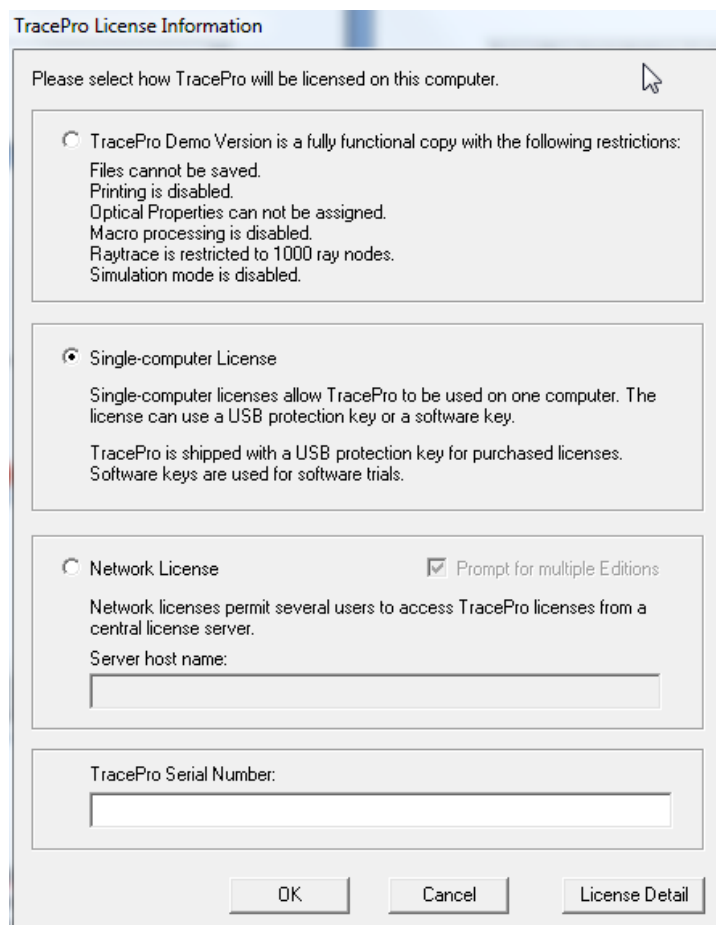 TracePro License Information
Please select how TracePro will be licensed on this computer.
TracePro Demo Version is a fully functional copy with the following restrictions:
Files cannot be saved.
Printing is disabled.
Optical Properties can not be assigned.
Macro processing is disabled.
Raytrace is restricted to 1000 ray nodes.
Simulation mode is disabled.
Single-computer License
Single-computer licenses allow TracePro to be used on one computer. The
license can use a USB protection key or a software key.
TracePro is shipped with a USB protection key for purchased licenses.
Software keys are used for software trials.
Network License Prompt for multiple Editions
Network licenses permit several users to access TracePro licenses from a
central license server.
Server host name:
TracePro Serial Number:
OK Cancel License Detail